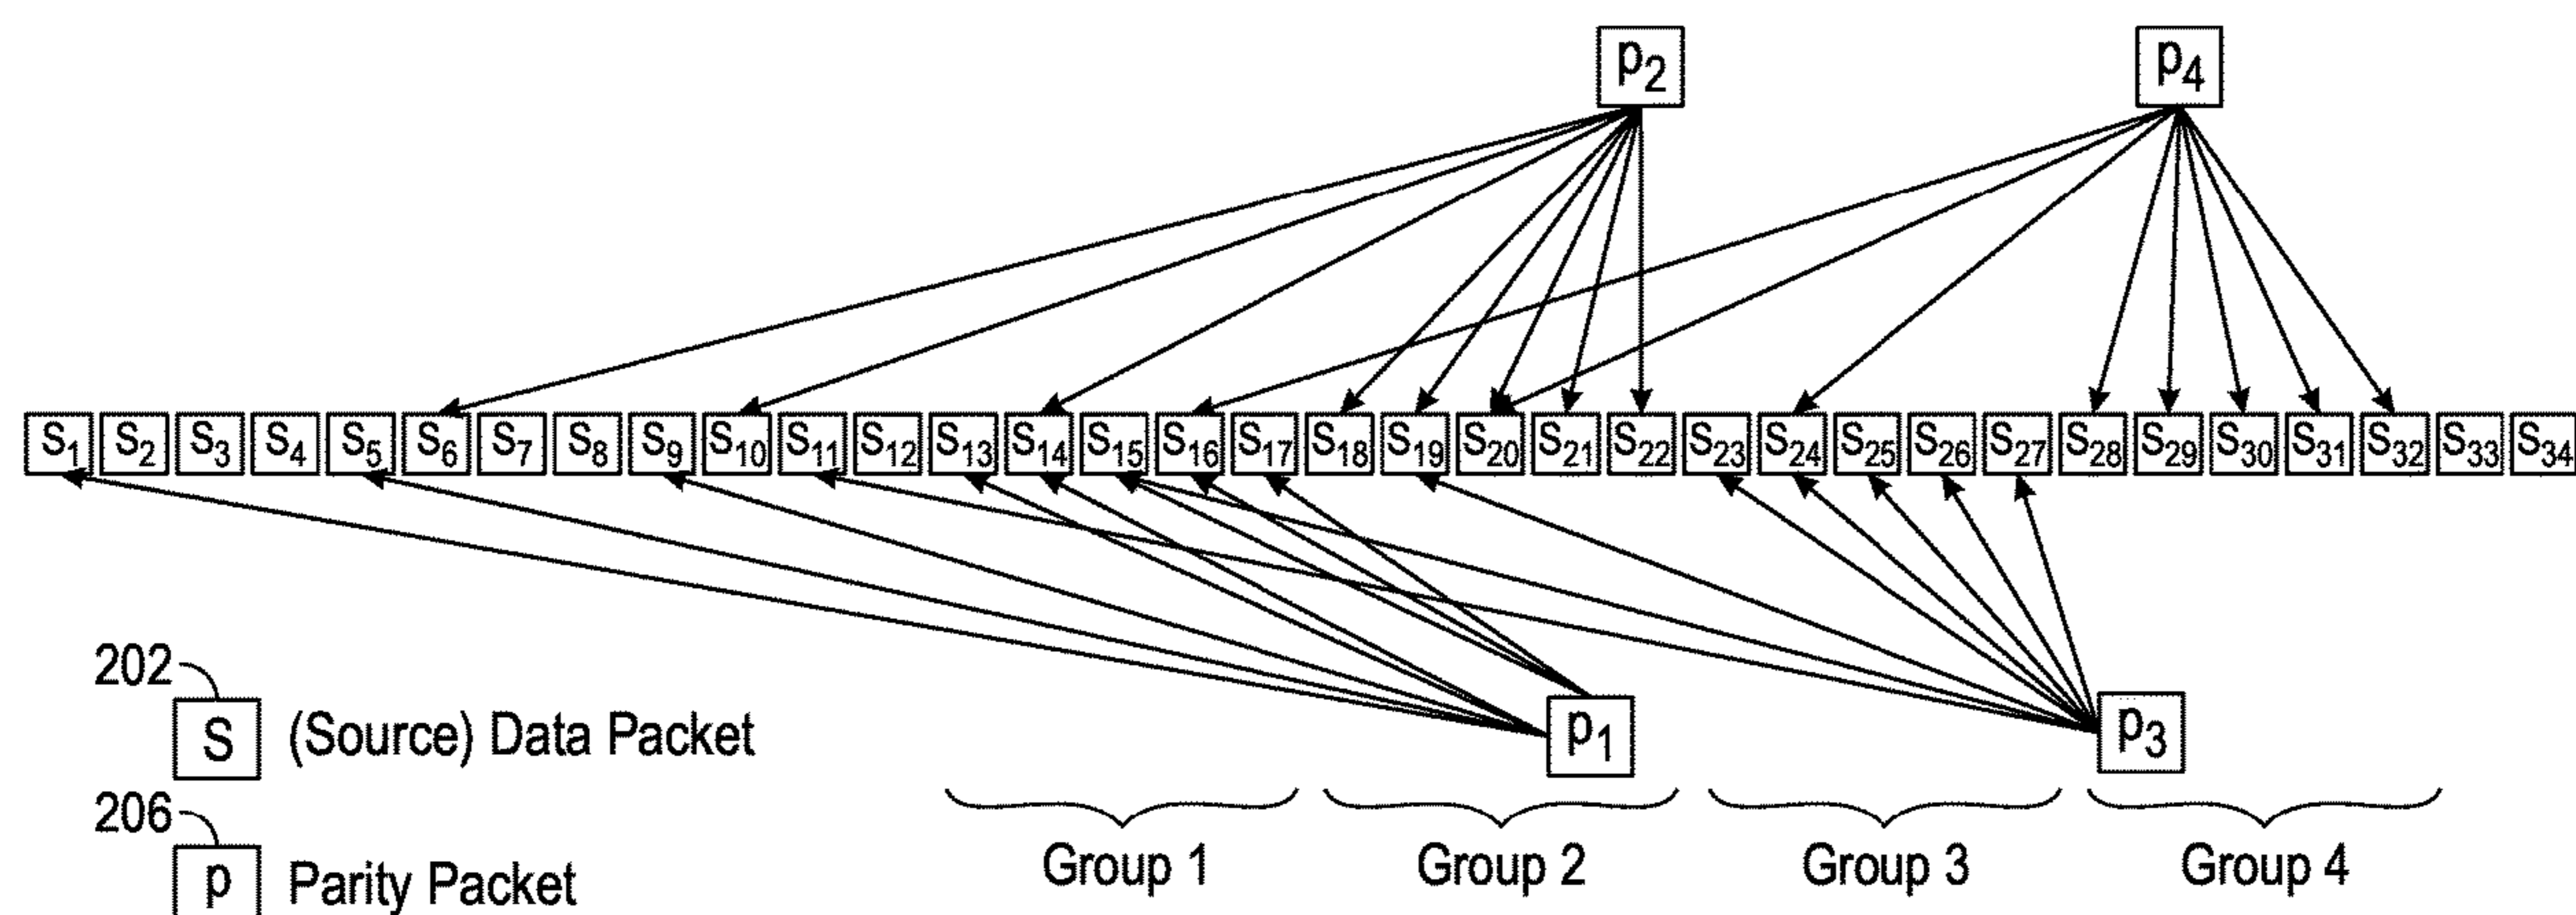 p2 p4
S1 S2 S3 S4 S5 S6 S7 S8 S9 S10 S11 S12 S13 S14 S15 S16 S17 S18 S19 S20 S21 S22 S23 S24 S25 S26 S27 S28 S29 S30 S31 S32 S33 S34
202
S (Source) Data Packet
p1 p3
206
p Parity Packet
Group 1 Group 2 Group 3 Group 4